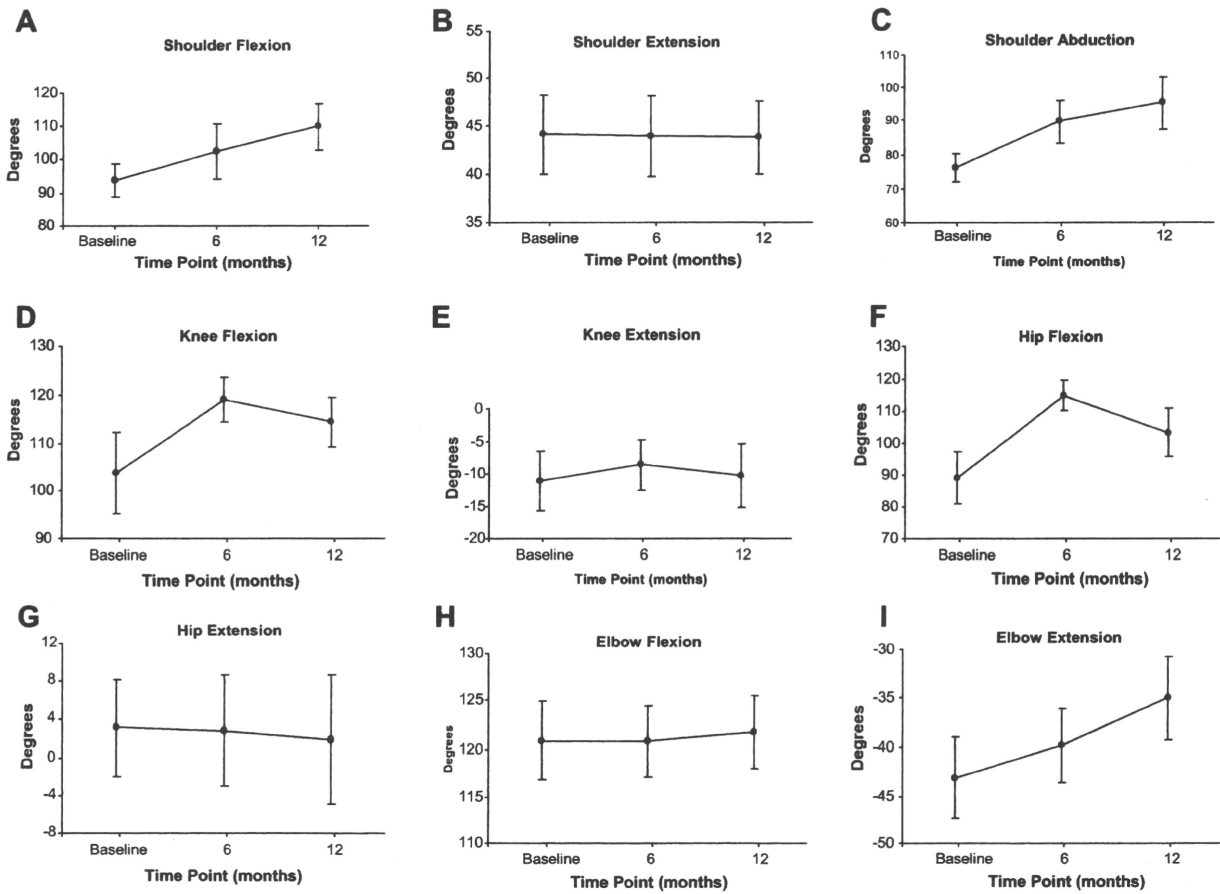 A
Shoulder Flexion
120
110
100
90
80
Degrees
Baseline 6 12
Time Point (months)
B
Shoulder Extension
55
50
45
40
35
Degrees
Baseline 6 12
Time Point (months)
C
Shoulder Abduction
110
100
90
80
70
60
Degrees
Baseline 6 12
Time Point (months)
D
Knee Flexion
130
120
110
100
90
Degrees
Baseline 6 12
Time Point (months)
E
Knee Extension
0
-5
-10
-15
-20
Degrees
Baseline 6 12
Time Point (months)
F
Hip Flexion
130
120
110
100
90
80
70
Degrees
Baseline 6 12
Time Point (months)
G
Hip Extension
12
8
4
0
-4
-8
Degrees
Baseline 6 12
Time Point (months)
H
Elbow Flexion
130
125
120
115
110
Degrees
Baseline 6 12
Time Point (months)
I
Elbow Extension
-30
-35
-40
-45
-50
Degrees
Baseline 6 12
Time Point (months)